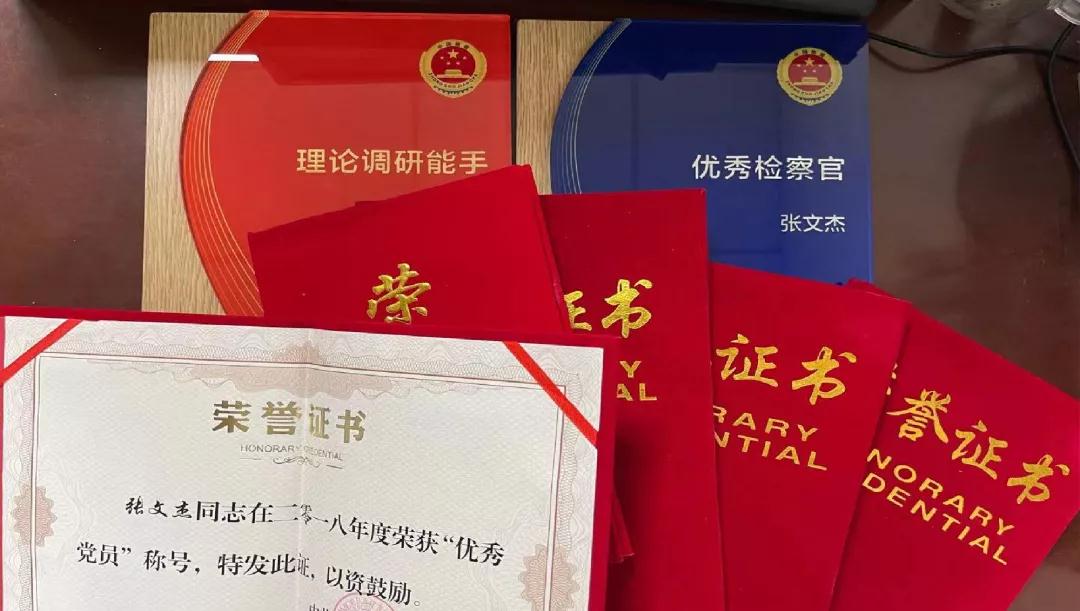 理论调研能手
优秀检察官
张文杰
荣
证书
证书
誉证书
荣誉证书
HONORARY CREDENTIAL
张文杰同志在二零一八年度荣获“优秀
党员”称号，特发此证，以资鼓励。